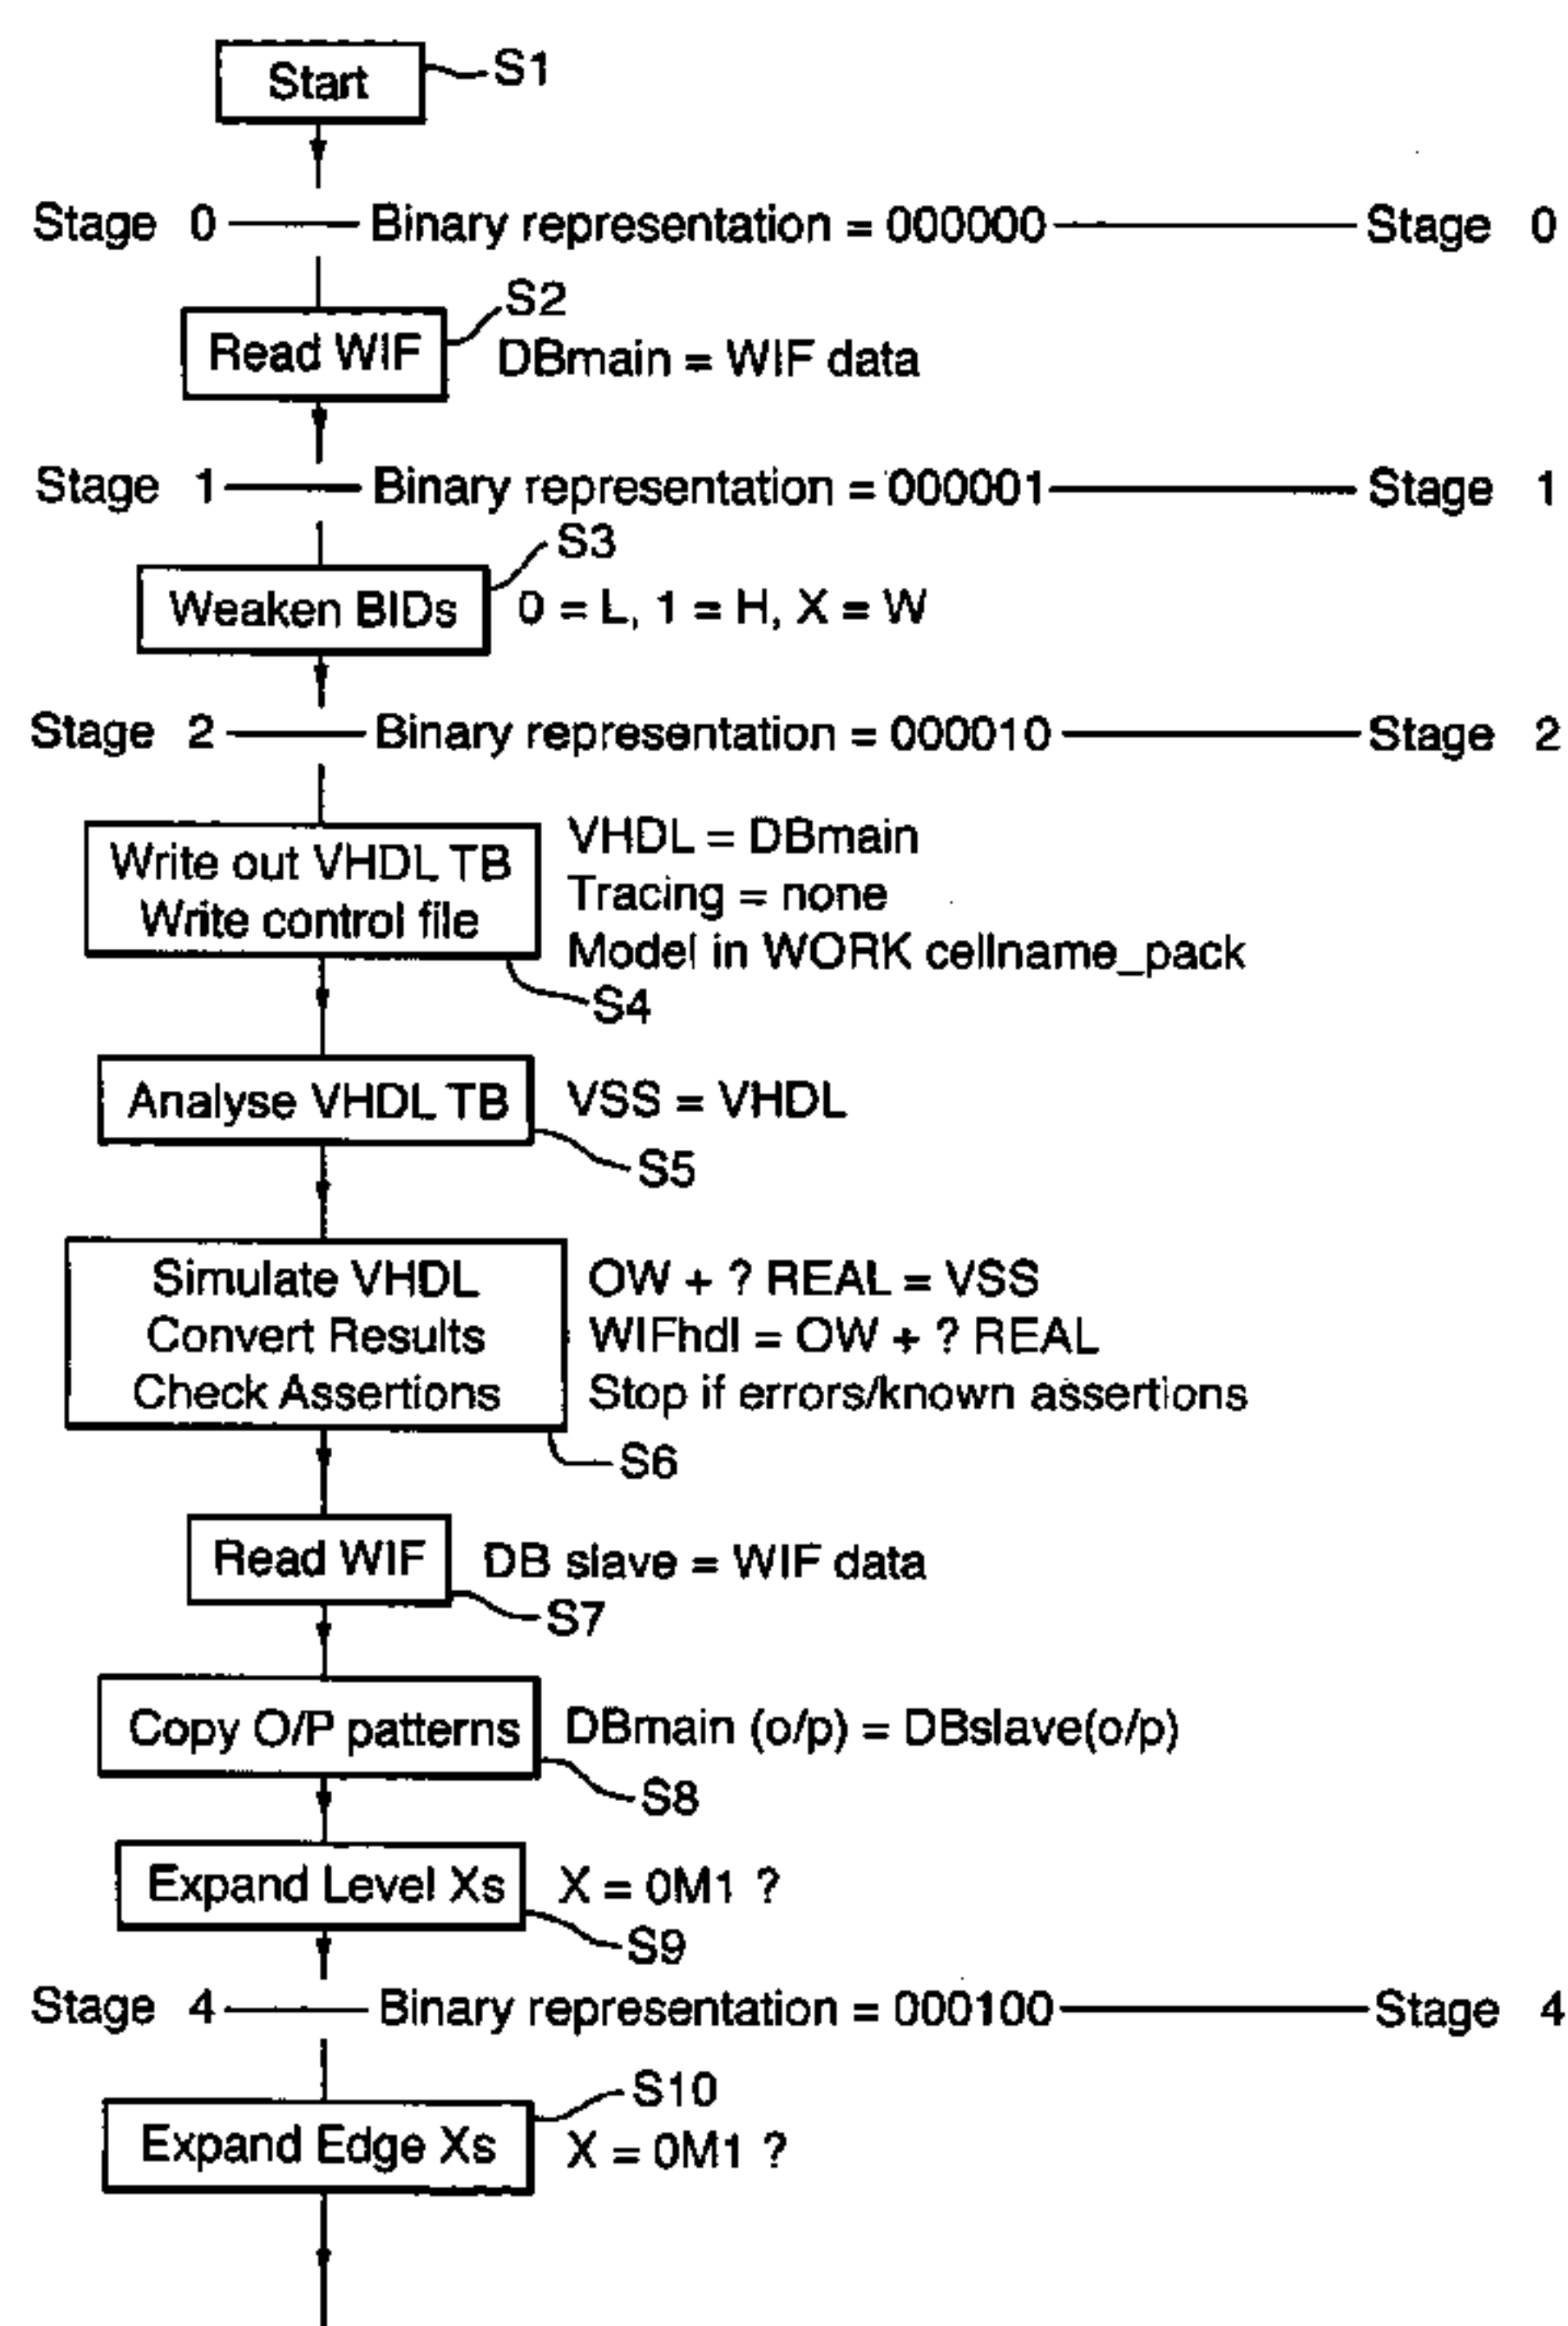 Start S1
Stage 0 Binary representation = 000000 Stage 0
S2
Read WIF DBmain = WIF data
Stage 1 Binary representation = 000001 Stage 1
S3
Weaken BIDs 0 = L, 1 = H, X = W
Stage 2 Binary representation = 000010 Stage 2
Write out VHDL TB
Write control file
VHDL = DBmain
Tracing = none
Model in WORK cellname_pack
S4
Analyse VHDL TB VSS = VHDL
S5
Simulate VHDL OW + ? REAL = VSS
Convert Results WIFhdl = OW + ? REAL
Check Assertions Stop if errors/known assertions
S6
Read WIF DB slave = WIF data
S7
Copy O/P patterns DBmain (o/p) = DBslave(o/p)
S8
Expand Level Xs X = 0M1 ?
S9
Stage 4 Binary representation = 000100 Stage 4
S10
Expand Edge Xs X = 0M1 ?